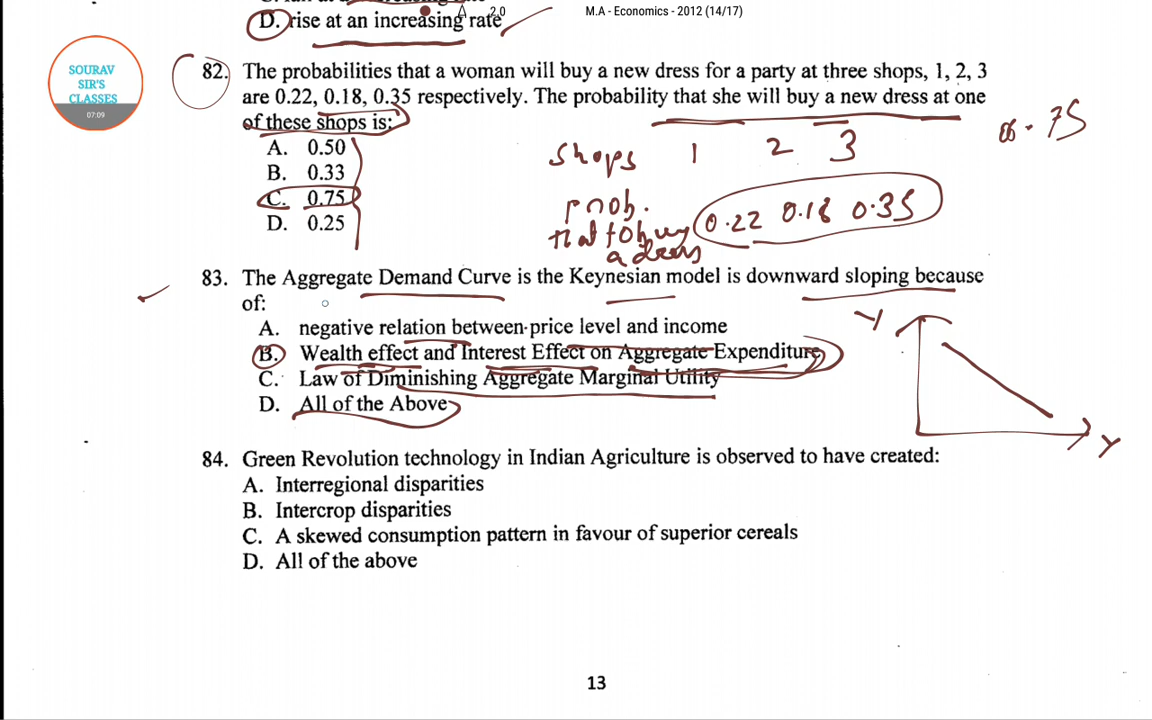 M.A - Economics - 2012 (14/17)
D. rise at an increasing rate
SOURAV
SIR'S
CLASSES
07:09
82. The probabilities that a woman will buy a new dress for a party at three shops, 1, 2, 3
are 0.22, 0.18, 0.35 respectively. The probability that she will buy a new dress at one
of these shops is:
A. 0.50
B. 0.33
C. 0.75
D. 0.25
Shops 1 2 3
prob.
0.22 0.18 0.35
a dress
83. The Aggregate Demand Curve is the Keynesian model is downward sloping because
of:
A. negative relation between price level and income
B. Wealth effect and Interest Effect on Aggregate Expenditure
C. Law of Diminishing Aggregate Marginal Utility
D. All of the Above
Y
84. Green Revolution technology in Indian Agriculture is observed to have created:
A. Interregional disparities
B. Intercrop disparities
C. A skewed consumption pattern in favour of superior cereals
D. All of the above
13